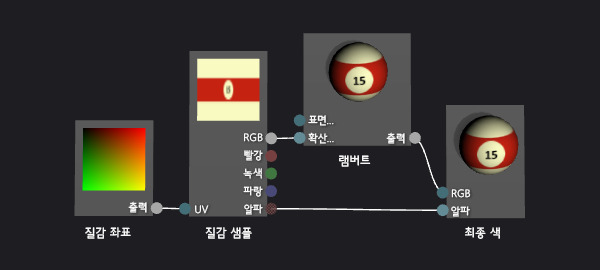 15
표면...
RGB
확산...
출력
15
빨강
램버트
녹색
파랑
RGB
출력
UV
알파
알파
질감 좌표
질감 샘플
최종 색